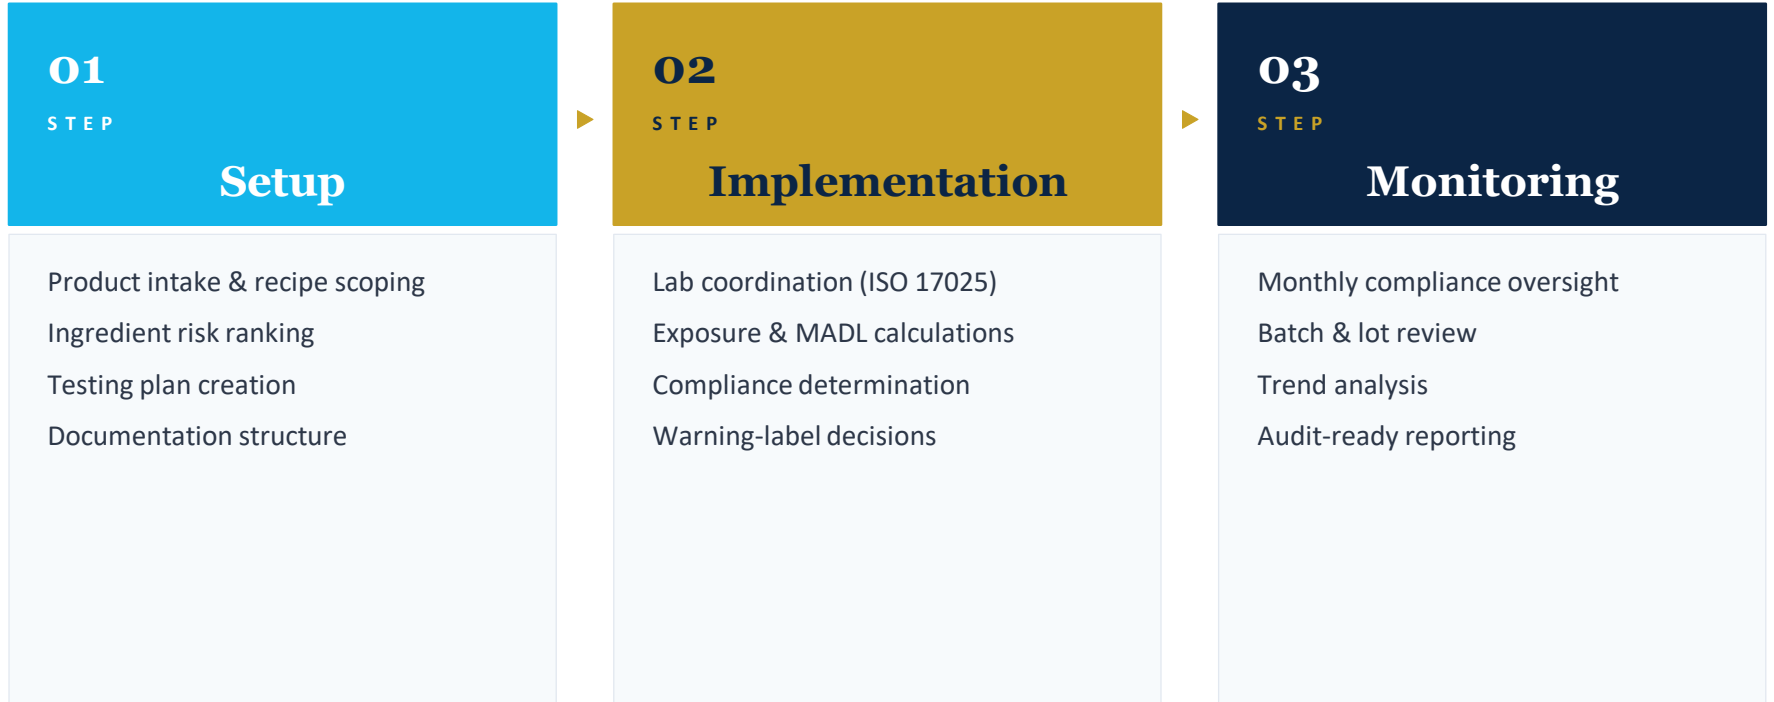 01
STEP
Setup
Product intake & recipe scoping
Ingredient risk ranking
Testing plan creation
Documentation structure
02
STEP
Implementation
Lab coordination (ISO 17025)
Exposure & MADL calculations
Compliance determination
Warning-label decisions
03
STEP
Monitoring
Monthly compliance oversight
Batch & lot review
Trend analysis
Audit-ready reporting